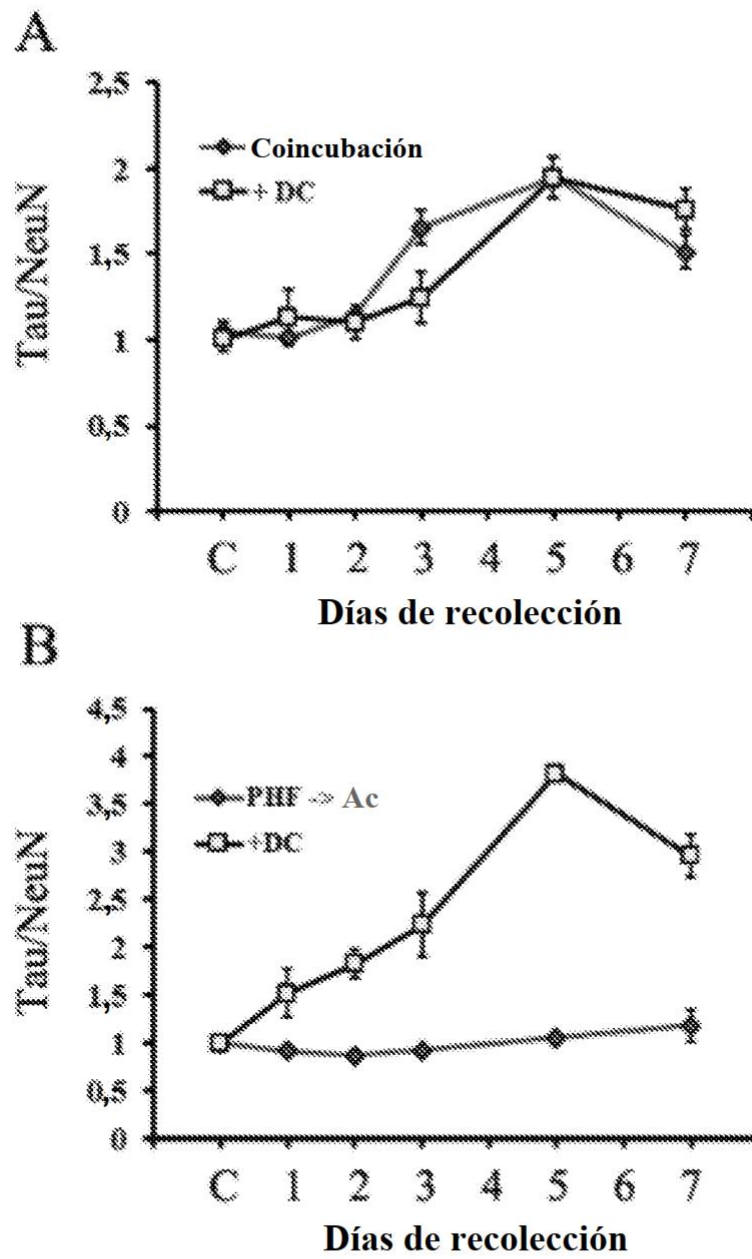 A
2,5
2
1,5
1
0,5
0
Tau/NeuN
Coincubación
+ DC
C 1 2 3 4 5 6 7
Días de recolección
B
4,5
4
3,5
3
2,5
2
1,5
1
0,5
0
Tau/NeuN
PHF -> Ac
+DC
C 1 2 3 4 5 6 7
Días de recolección